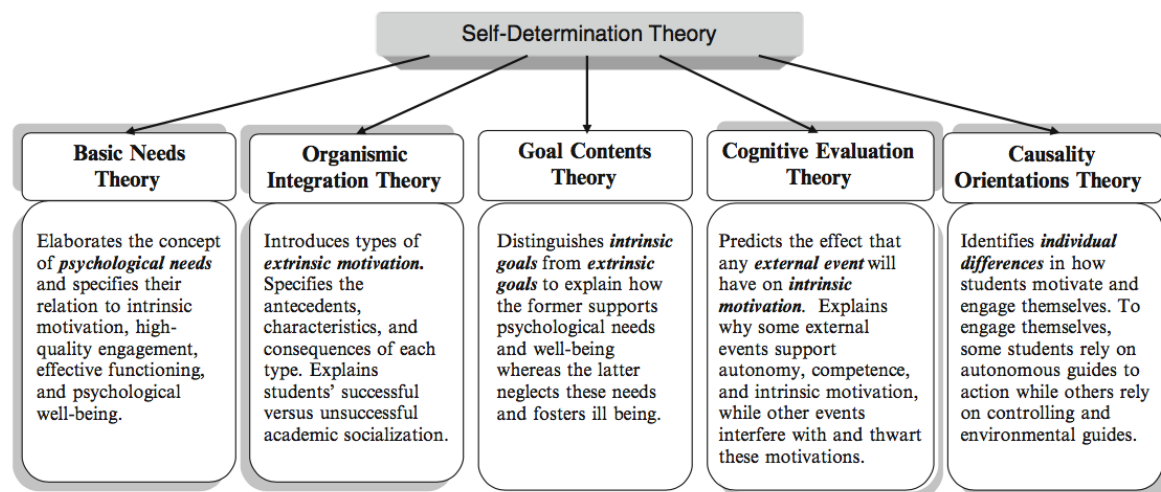 Self-Determination Theory
Basic Needs
Theory
Elaborates the concept
of psychological needs
and specifies their
relation to intrinsic
motivation, high-
quality engagement,
effective functioning,
and psychological
well-being.
Organismic
Integration Theory
Introduces types of
extrinsic motivation.
Specifies the
antecedents,
characteristics, and
consequences of each
type. Explains
students’ successful
versus unsuccessful
academic socialization.
Goal Contents
Theory
Distinguishes intrinsic
goals from extrinsic
goals to explain how
the former supports
psychological needs
and well-being
whereas the latter
neglects these needs
and fosters ill being.
Cognitive Evaluation
Theory
Predicts the effect that
any external event will
have on intrinsic
motivation. Explains
why some external
events support
autonomy, competence,
and intrinsic motivation,
while other events
interfere with and thwart
these motivations.
Causality
Orientations Theory
Identifies individual
differences in how
students motivate and
engage themselves. To
engage themselves,
some students rely on
autonomous guides to
action while others rely
on controlling and
environmental guides.